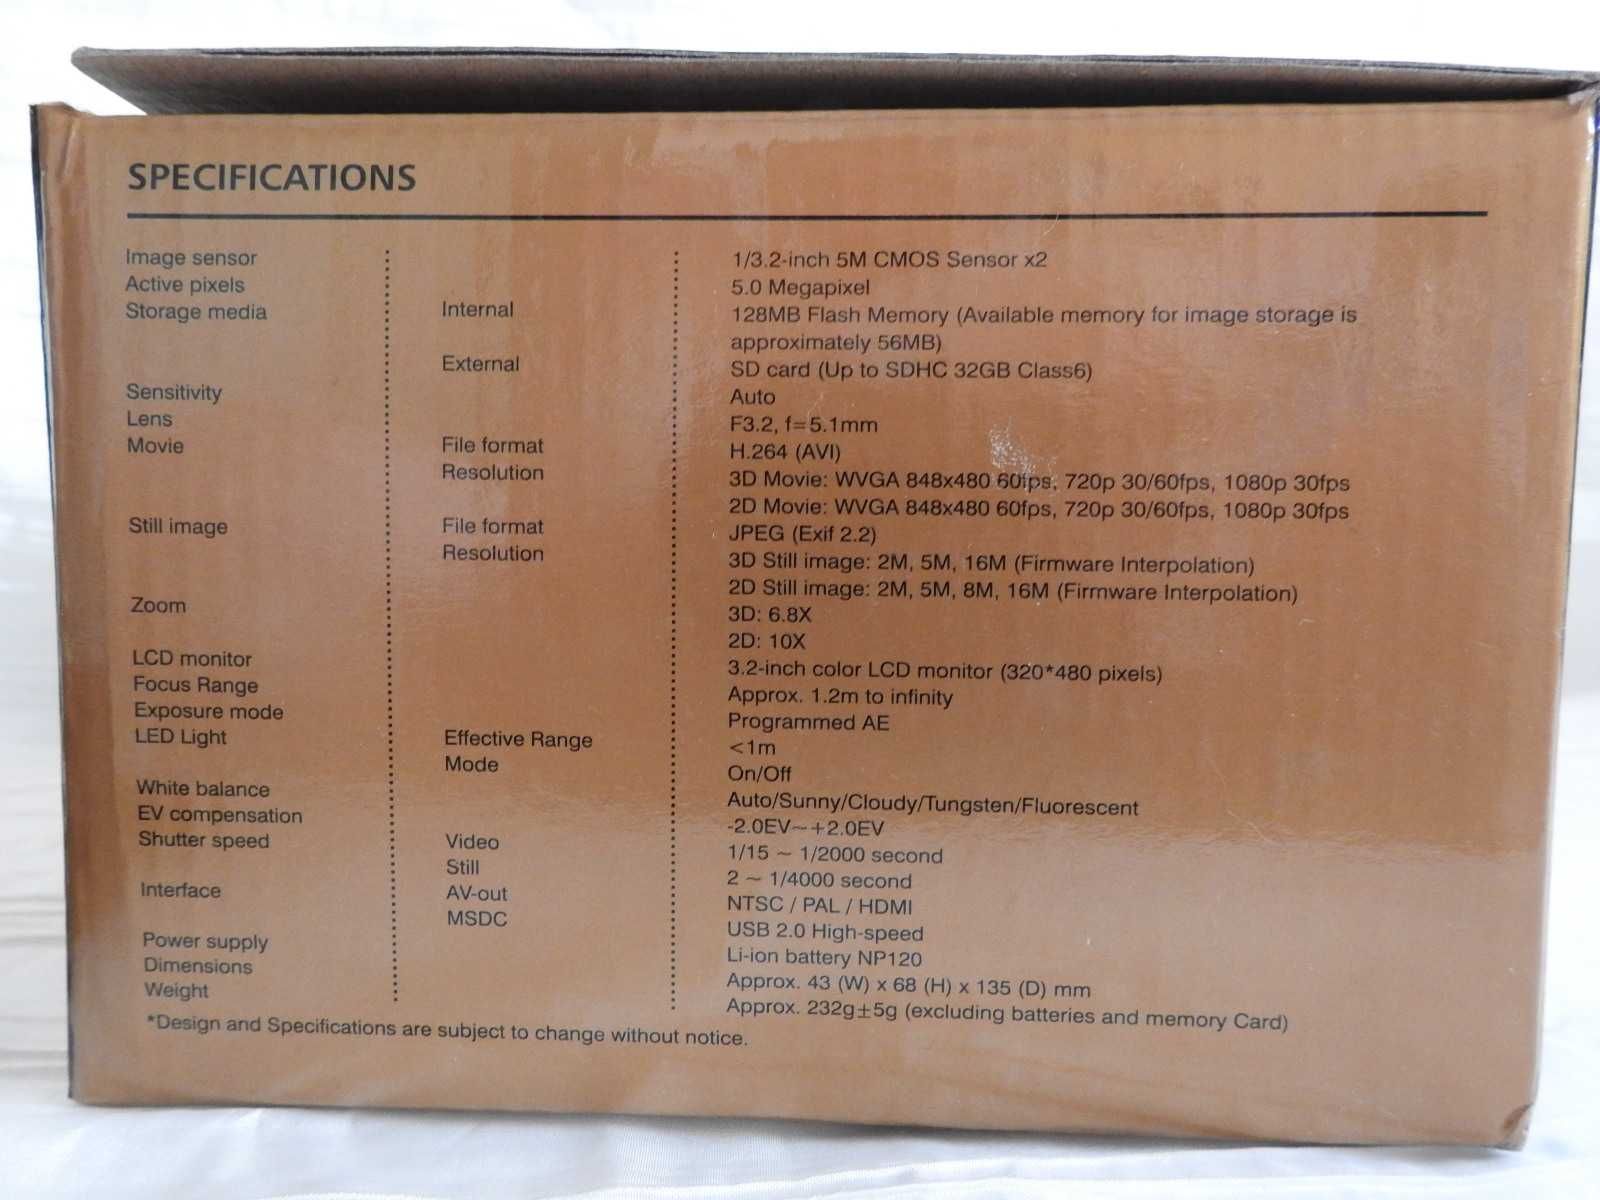 SPECIFICATIONS
Image sensor 1/3.2-inch 5M CMOS Sensor x2
Active pixels 5.0 Megapixel
Storage media Internal 128MB Flash Memory (Available memory for image storage is
approximately 56MB)
External SD card (Up to SDHC 32GB Class6)
Sensitivity Auto
Lens F3.2, f=5.1mm
Movie File format H.264 (AVI)
Resolution 3D Movie: WVGA 848x480 60fps, 720p 30/60fps, 1080p 30fps
2D Movie: WVGA 848x480 60fps, 720p 30/60fps, 1080p 30fps
Still image File format JPEG (Exif 2.2)
Resolution 3D Still image: 2M, 5M, 16M (Firmware Interpolation)
2D Still image: 2M, 5M, 8M, 16M (Firmware Interpolation)
Zoom 3D: 6.8X
2D: 10X
LCD monitor 3.2-inch color LCD monitor (320*480 pixels)
Focus Range Approx. 1.2m to infinity
Exposure mode Programmed AE
LED Light Effective Range <1m
Mode On/Off
White balance Auto/Sunny/Cloudy/Tungsten/Fluorescent
EV compensation -2.0EV~+2.0EV
Shutter speed Video 1/15 ~ 1/2000 second
Still 2 ~ 1/4000 second
Interface AV-out NTSC / PAL / HDMI
MSDC USB 2.0 High-speed
Power supply Li-ion battery NP120
Dimensions Approx. 43 (W) x 68 (H) x 135 (D) mm
Weight Approx. 232g±5g (excluding batteries and memory Card)
*Design and Specifications are subject to change without notice.